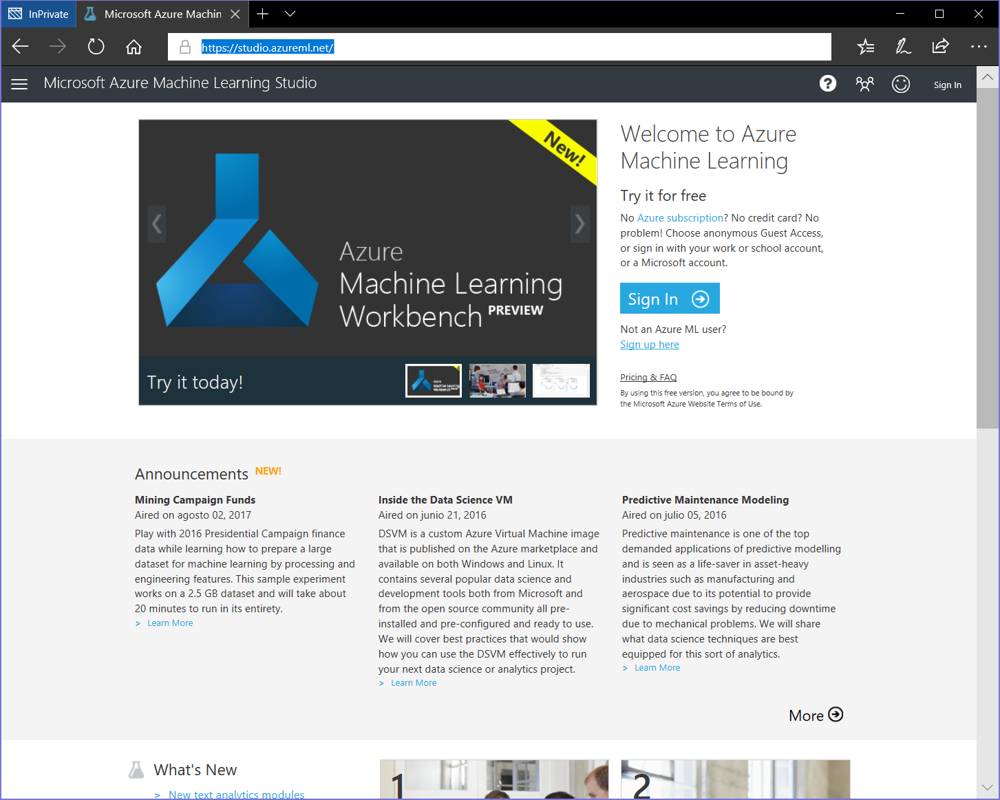 InPrivate
Microsoft Azure Machin
https://studio.azureml.net/
Microsoft Azure Machine Learning Studio
Sign In
New!
Azure
Machine Learning
Workbench PREVIEW
Try it today!
Azure
Machine Learning
Workbench
Welcome to Azure
Machine Learning
Try it for free
No Azure subscription? No credit card? No
problem! Choose anonymous Guest Access,
or sign in with your work or school account,
or a Microsoft account.
Sign In
Not an Azure ML user?
Sign up here
Pricing & FAQ
By using this free version, you agree to be bound by
the Microsoft Azure Website Terms of Use.
Announcements NEW!
Mining Campaign Funds
Aired on agosto 02, 2017
Play with 2016 Presidential Campaign finance
data while learning how to prepare a large
dataset for machine learning by processing and
engineering features. This sample experiment
works on a 2.5 GB dataset and will take about
20 minutes to run in its entirety.
> Learn More
Inside the Data Science VM
Aired on junio 21, 2016
DSVM is a custom Azure Virtual Machine image
that is published on the Azure marketplace and
available on both Windows and Linux. It
contains several popular data science and
development tools both from Microsoft and
from the open source community all pre-
installed and pre-configured and ready to use.
We will cover best practices that would show
how you can use the DSVM effectively to run
your next data science or analytics project.
> Learn More
Predictive Maintenance Modeling
Aired on julio 05, 2016
Predictive maintenance is one of the top
demanded applications of predictive modelling
and is seen as a life-saver in asset-heavy
industries such as manufacturing and
aerospace due to its potential to provide
significant cost savings by reducing downtime
due to mechanical problems. We will share
what data science techniques are best
equipped for this sort of analytics.
> Learn More
More
What's New
> New text analytics modules
1
2